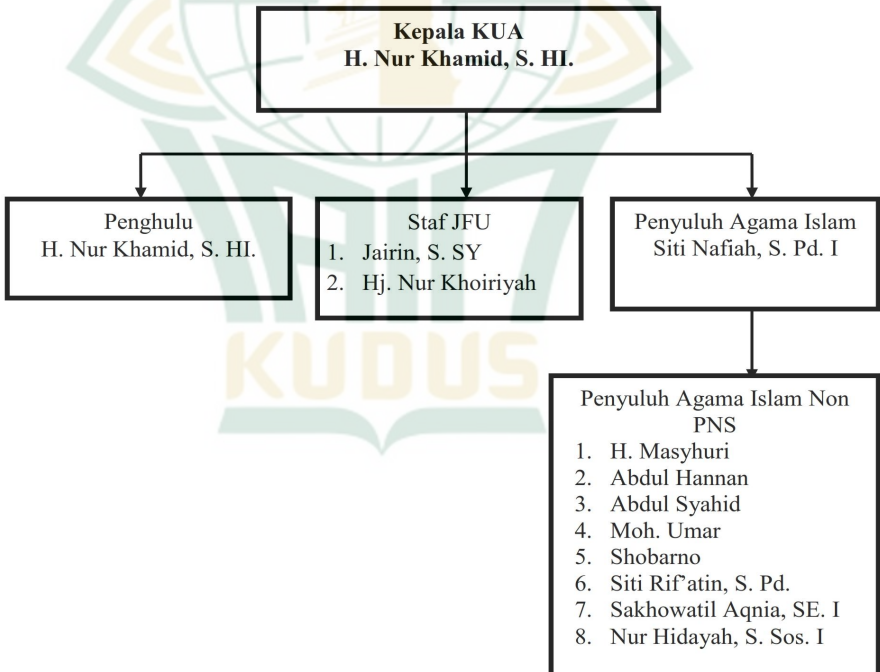 Kepala KUA
H. Nur Khamid, S. HI.
Penghulu
H. Nur Khamid, S. HI.
Staf JFU
1. Jairin, S. SY
2. Hj. Nur Khoiriyah
Penyuluh Agama Islam
Siti Nafiah, S. Pd. I
Penyuluh Agama Islam Non
PNS
1. H. Masyhuri
2. Abdul Hannan
3. Abdul Syahid
4. Moh. Umar
5. Shobarno
6. Siti Rif’atin, S. Pd.
7. Sakhowatil Aqnia, SE. I
8. Nur Hidayah, S. Sos. I
IAIN
KUDUS